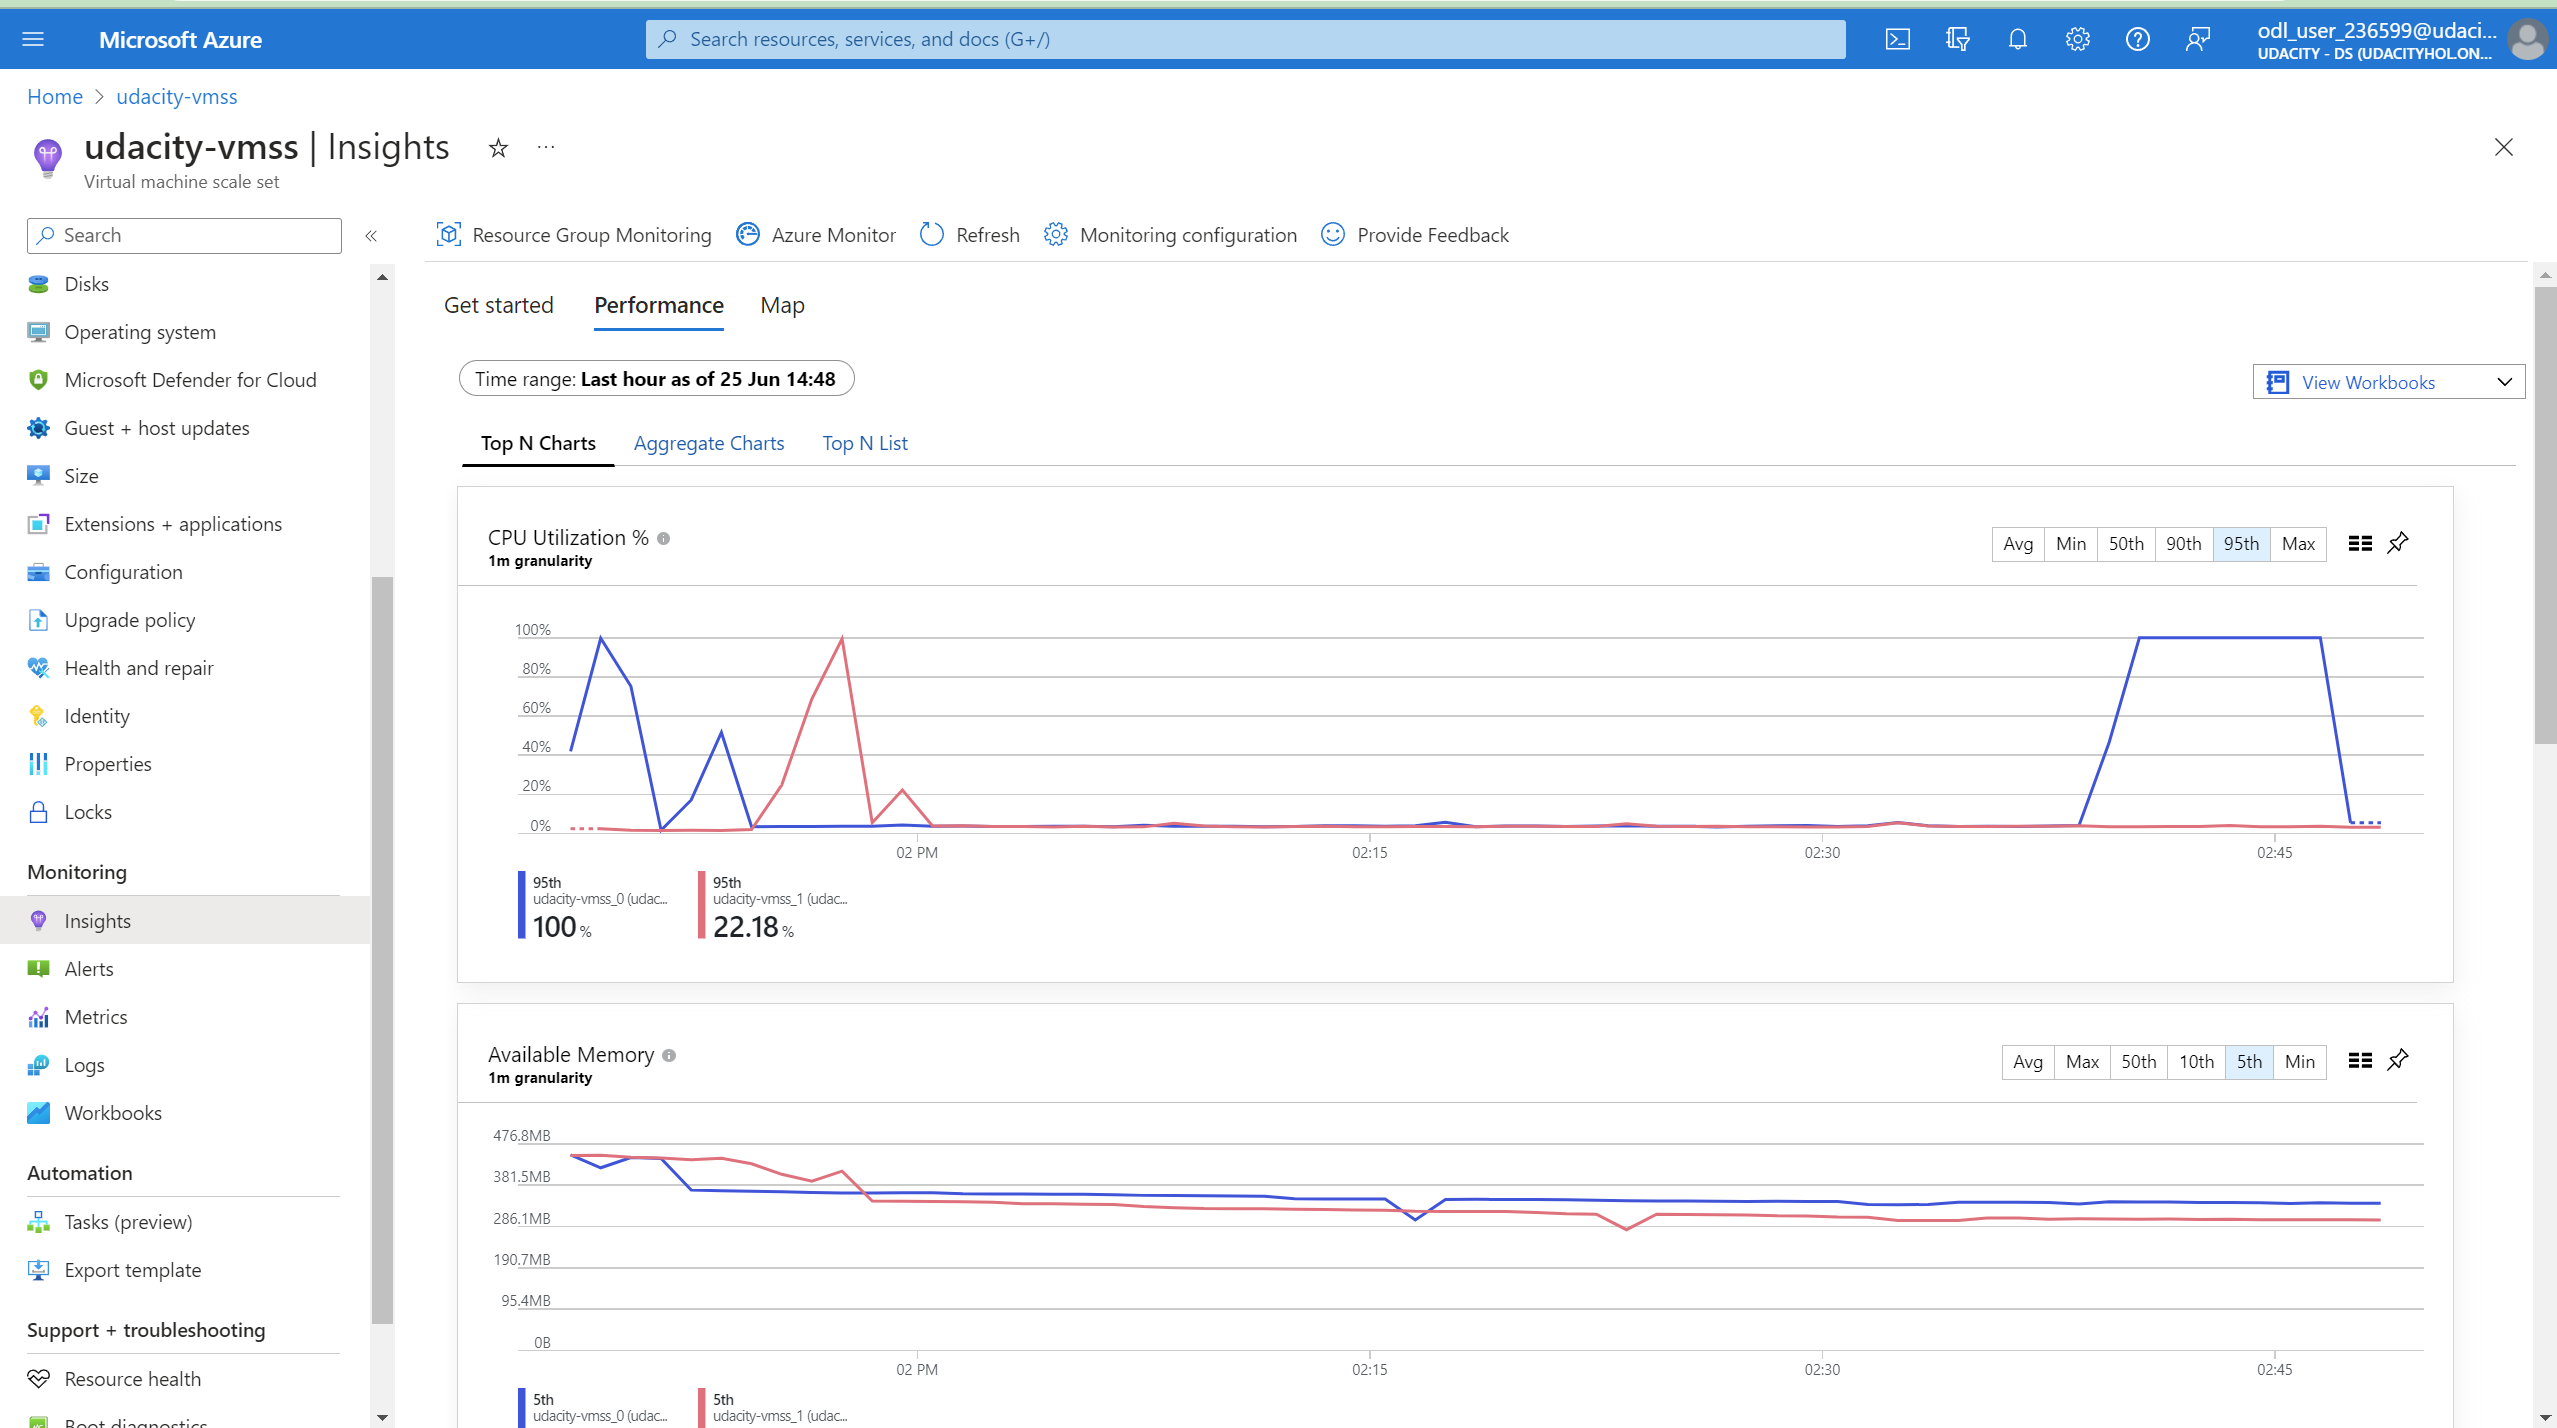 Microsoft Azure
Search resources, services, and docs (G+/)
odl_user_236599@udaci...
UDACITY - DS (UDACITYHOL.ON...
Home > udacity-vmss
udacity-vmss | Insights
...
Virtual machine scale set
Search
«
Resource Group Monitoring
Azure Monitor
Refresh
Monitoring configuration
Provide Feedback
Disks
Operating system
Microsoft Defender for Cloud
Guest + host updates
Size
Extensions + applications
Configuration
Upgrade policy
Health and repair
Identity
Properties
Locks
Monitoring
Insights
Alerts
Metrics
Logs
Workbooks
Automation
Tasks (preview)
Export template
Support + troubleshooting
Resource health
Boot diagnostics
Get started
Performance
Map
Time range: Last hour as of 25 Jun 14:48
View Workbooks
Top N Charts
Aggregate Charts
Top N List
CPU Utilization %
1m granularity
Avg
Min
50th
90th
95th
Max
100%
80%
60%
40%
20%
0%
02 PM
02:15
02:30
02:45
95th
udacity-vmss_0 (udac...
100 %
95th
udacity-vmss_1 (udac...
22.18 %
Available Memory
1m granularity
Avg
Max
50th
10th
5th
Min
476.8MB
381.5MB
286.1MB
190.7MB
95.4MB
0B
02 PM
02:15
02:30
02:45
5th
udacity-vmss_0 (udac...
5th
udacity-vmss_1 (udac...